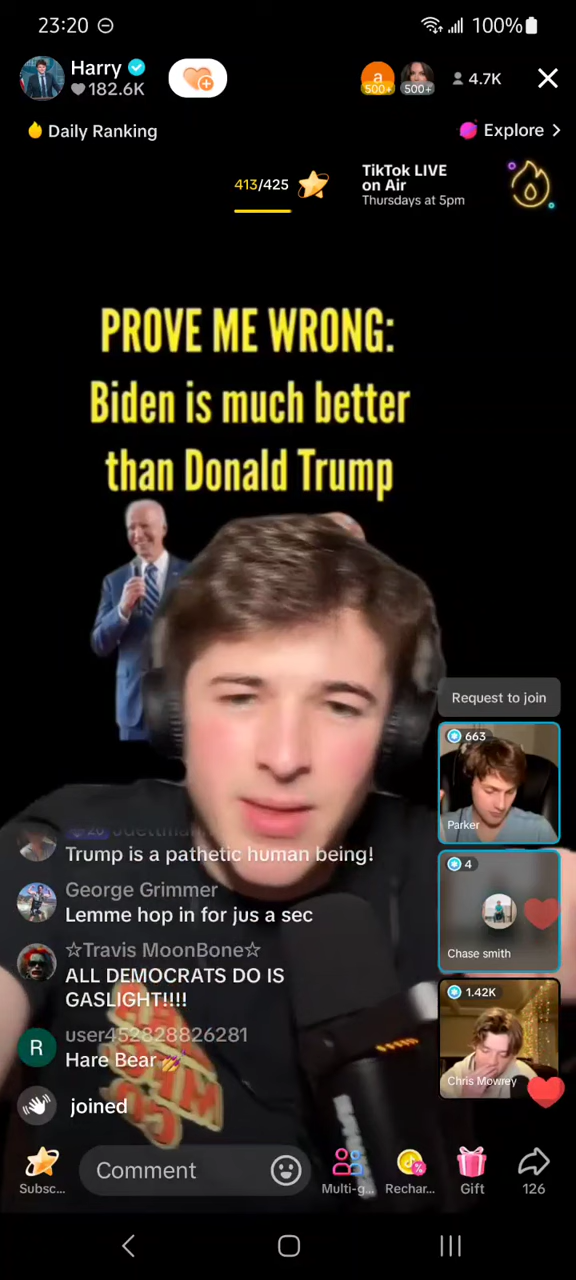 23:20
100%
Harry
182.6K
a
500+
500+
4.7K
Daily Ranking
Explore
413/425
TikTok LIVE
on Air
Thursdays at 5pm
PROVE ME WRONG:
Biden is much better
than Donald Trump
Request to join
663
Parker
4
Chase smith
1.42K
Chris Mowrey
20
Trump is a pathetic human being!
George Grimmer
Lemme hop in for jus a sec
☆Travis MoonBone☆
ALL DEMOCRATS DO IS
GASLIGHT!!!!
R
user452828826281
Hare Bear
joined
Subsc...
Comment
Multi-g...
Rechar...
Gift
126